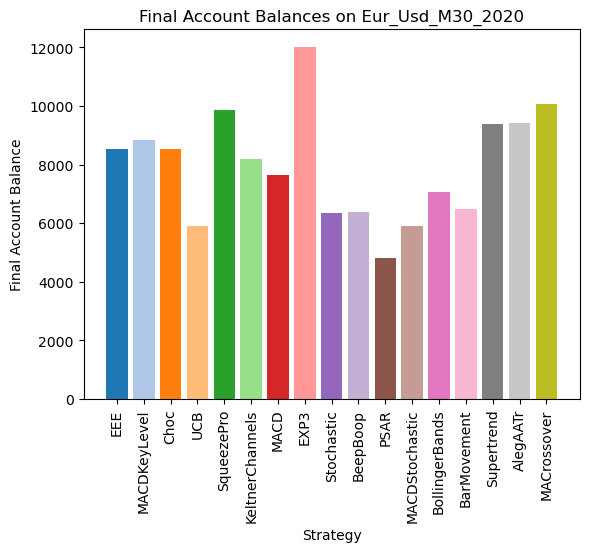 Final Account Balances on Eur_Usd_M30_2020
Final Account Balance
12000
10000
8000
6000
4000
2000
0
EEE
MACDKeyLevel
Choc
UCB
SqueezePro
KeltnerChannels
MACD
EXP3
Stochastic
BeepBoop
PSAR
MACDStochastic
BollingerBands
BarMovement
Supertrend
AlegAATr
MACrossover
Strategy